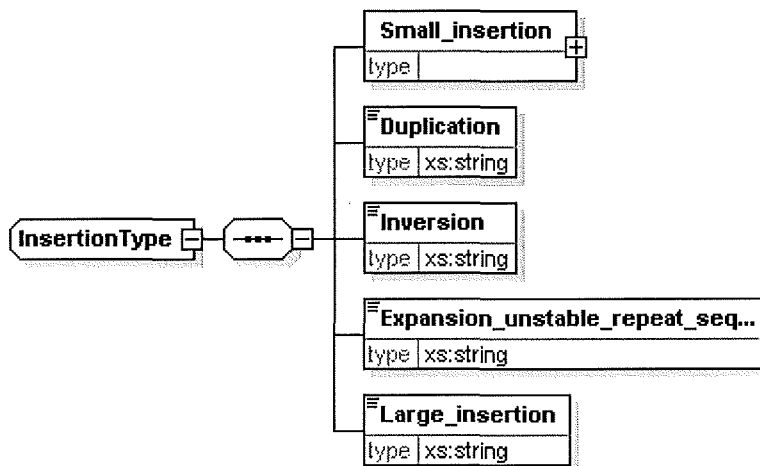 Small_insertion
type
Duplication
type xs:string
Inversion
type xs:string
InsertionType
Expansion_unstable_repeat_seq...
type xs:string
Large_insertion
type xs:string